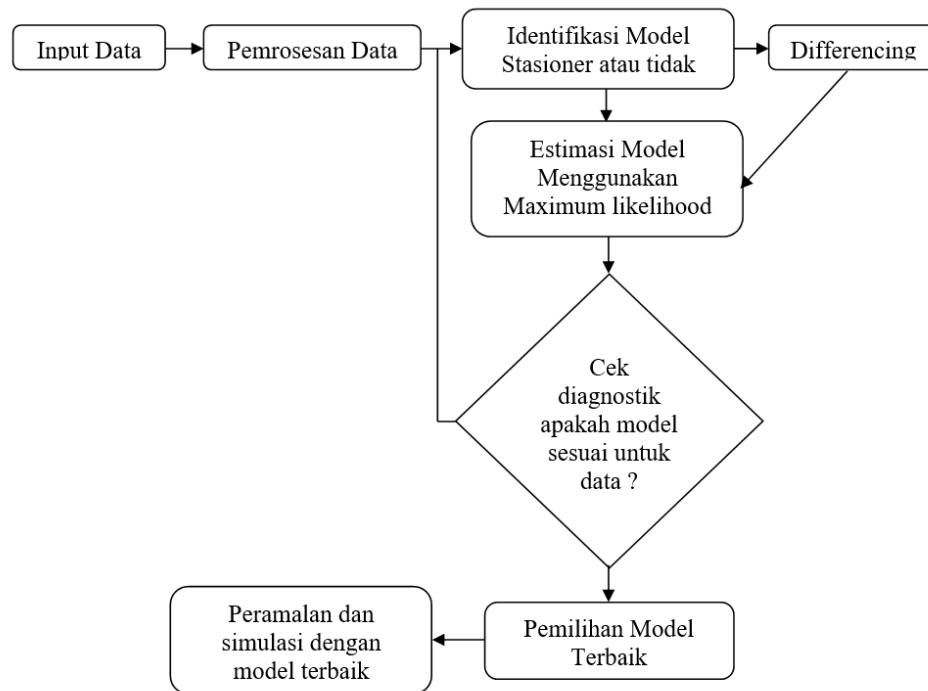 Input Data
Pemrosesan Data
Identifikasi Model
Stasioner atau tidak
Differencing
Estimasi Model
Menggunakan
Maximum likelihood
Cek
diagnostik
apakah model
sesuai untuk
data ?
Pemilihan Model
Terbaik
Peramalan dan
simulasi dengan
model terbaik